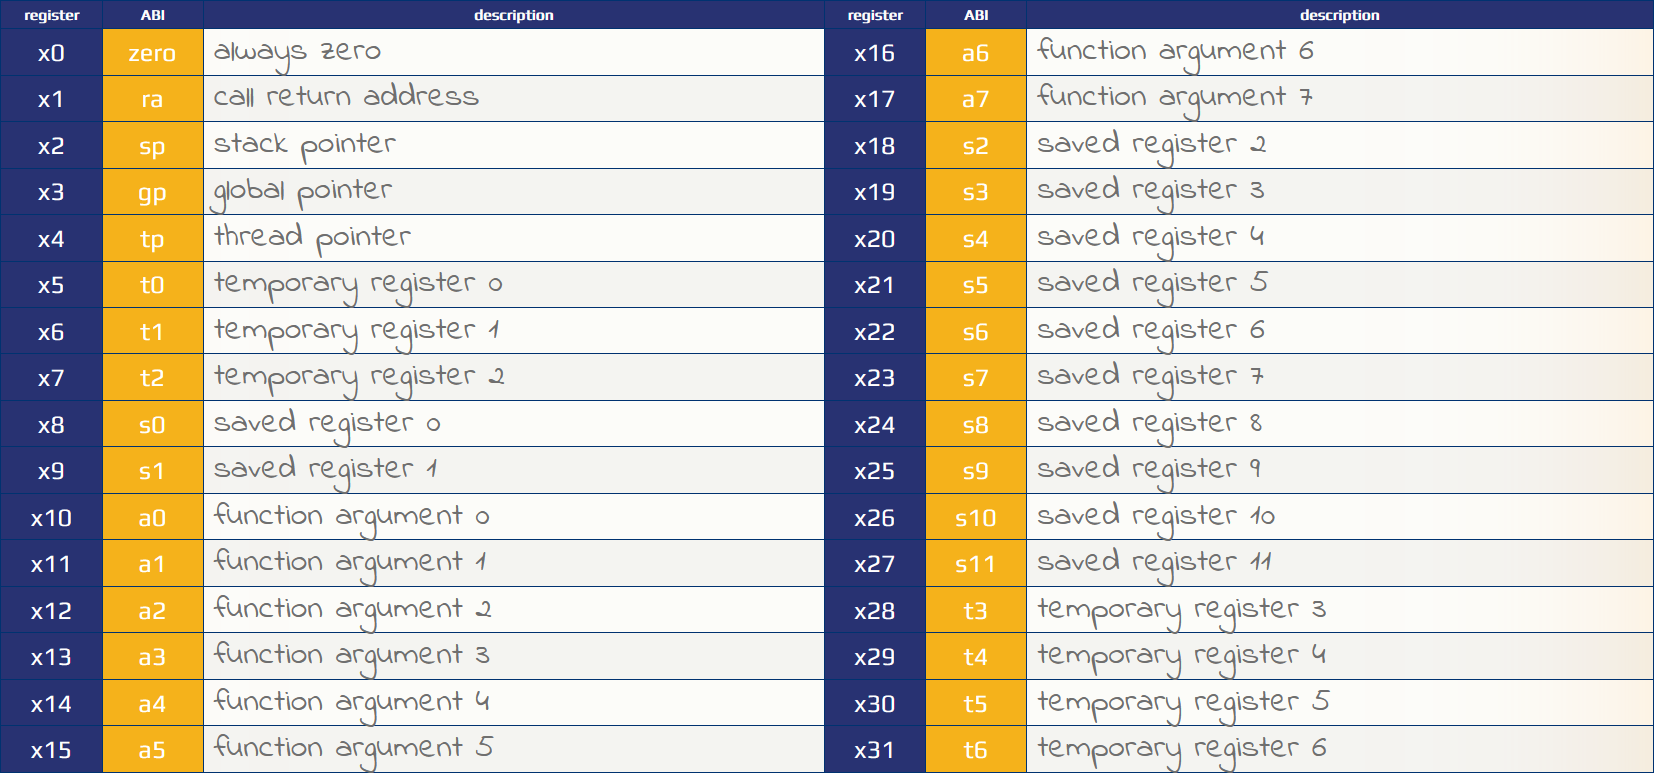 register ABI description register ABI description
x0 zero always zero x16 a6 function argument 6
x1 ra call return address x17 a7 function argument 7
x2 sp stack pointer x18 s2 saved register 2
x3 gp global pointer x19 s3 saved register 3
x4 tp thread pointer x20 s4 saved register 4
x5 t0 temporary register 0 x21 s5 saved register 5
x6 t1 temporary register 1 x22 s6 saved register 6
x7 t2 temporary register 2 x23 s7 saved register 7
x8 s0 saved register 0 x24 s8 saved register 8
x9 s1 saved register 1 x25 s9 saved register 9
x10 a0 function argument 0 x26 s10 saved register 10
x11 a1 function argument 1 x27 s11 saved register 11
x12 a2 function argument 2 x28 t3 temporary register 3
x13 a3 function argument 3 x29 t4 temporary register 4
x14 a4 function argument 4 x30 t5 temporary register 5
x15 a5 function argument 5 x31 t6 temporary register 6